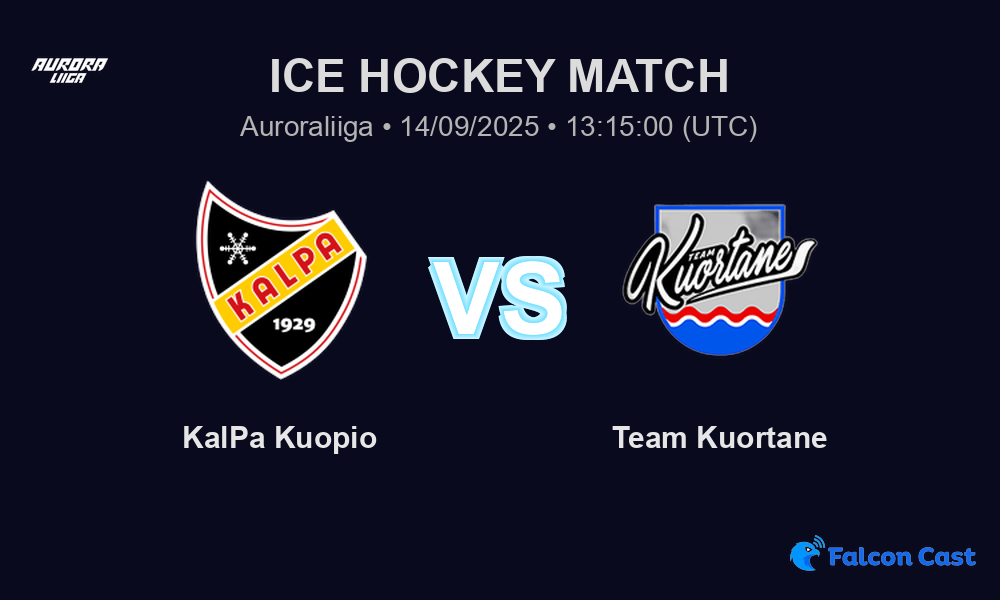 AURORA
LIIGA
ICE HOCKEY MATCH
Auroraliiga • 14/09/2025 • 13:15:00 (UTC)
KALPA
1929
VS
TEAM
Kuortane
KalPa Kuopio
Team Kuortane
Falcon Cast